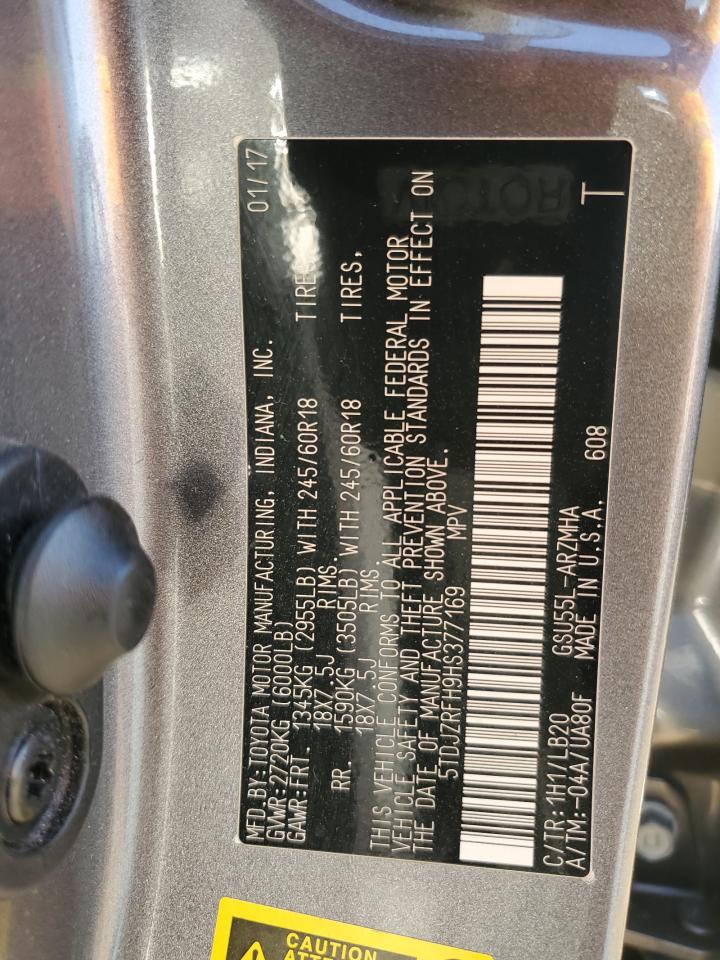 MFD.BY:TOYOTA MOTOR MANUFACTURING, INDIANA, INC. 01/17
GVWR:2720KG (6000LB)
GAWR:FRT. 1345KG (2955LB) WITH 245/60R18 TIRES,
18X7.5J RIMS.
RR. 1590KG (3505LB) WITH 245/60R18 TIRES,
18X7.5J RIMS.
THIS VEHICLE CONFORMS TO ALL APPLICABLE FEDERAL MOTOR
VEHICLE SAFETY AND THEFT PREVENTION STANDARDS IN EFFECT ON
THE DATE OF MANUFACTURE SHOWN ABOVE.
5TDJZRFH9HS377169 MPV
C/TR:1H1/LB20 GSU55L-ARZMHA
A/TM:-04A/UA80F MADE IN U.S.A. 608 T
CAUTION